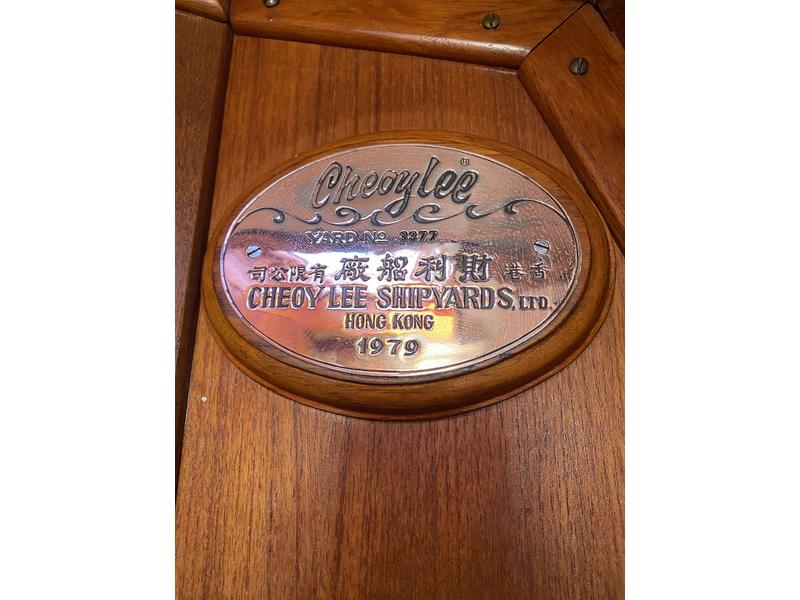 Cheoy Lee ®
YARD Nº 3377
香港 財利船廠 有限公司
CHEOY LEE SHIPYARDS, LTD.
HONG KONG
1979